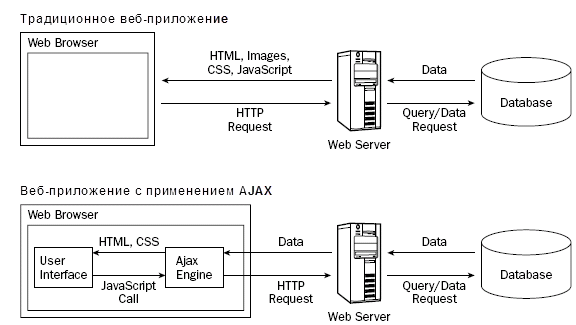 Традиционное веб-приложение
Web Browser
HTML, Images,
CSS, JavaScript
HTTP
Request
Web Server
Data
Query/Data
Request
Database
Веб-приложение с применением AJAX
Web Browser
User
Interface
HTML, CSS
JavaScript
Call
Ajax
Engine
Data
HTTP
Request
Web Server
Data
Query/Data
Request
Database